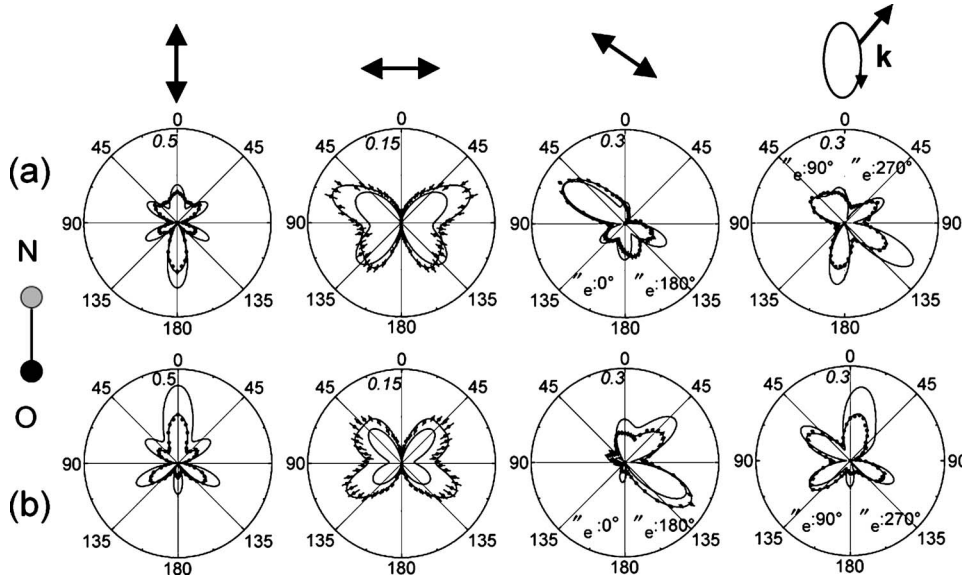 k
0 0 0 0
0.5 0.15 0.3 0.3
45 45 45 45 45 45 45 45
(a)
″e:90° ″e:270°
90 90 90 90 90
N
″e:0° ″e:180°
135 135 135 135 135 135 135 135
180 180 180 180
0 0 0 0
0.5 0.15 0.3 0.3
O
45 45 45 45 45 45 45 45
90 90 90 90 90
(b)
″e:0° ″e:180° ″e:90° ″e:270°
135 135 135 135 135 135 135 135
180 180 180 180